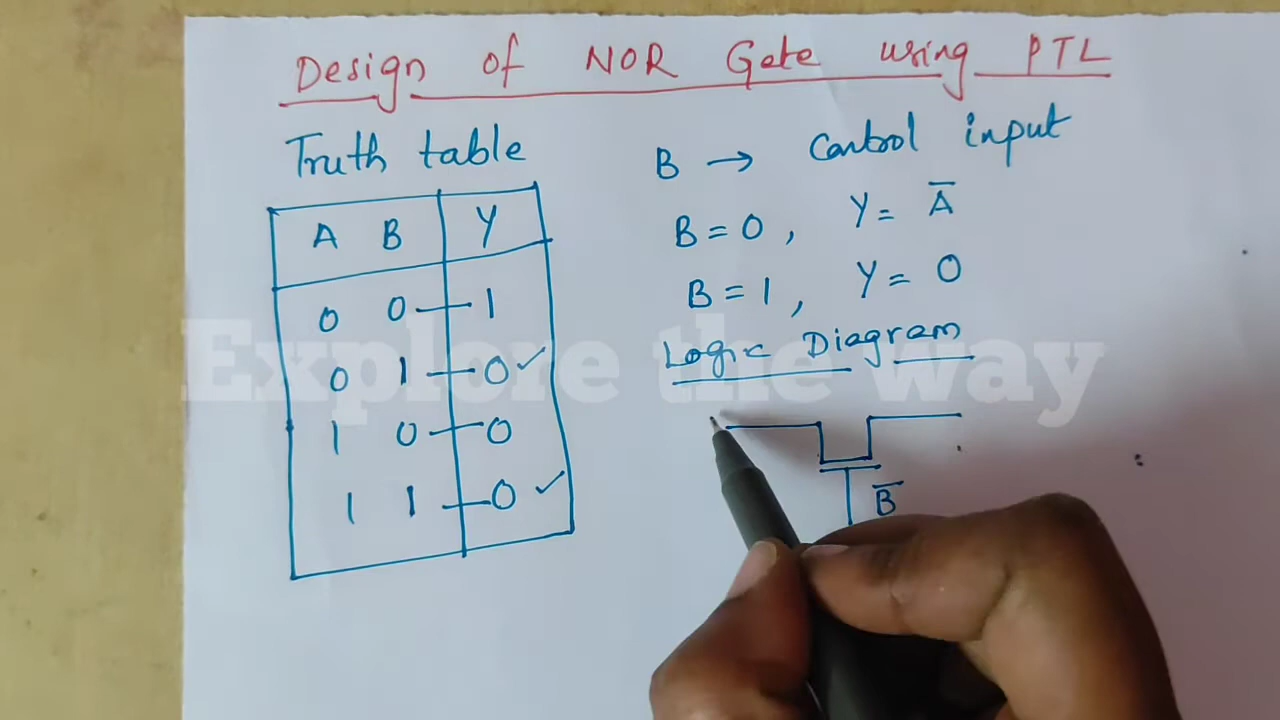 Design of NOR Gate using PTL
Truth table
A B Y
0 0 1
0 1 0 ✓
1 0 0
1 1 0 ✓
B → Control input
B = 0 , Y = A̅
B = 1 , Y = 0
Logic Diagram
B̅
Explore the way